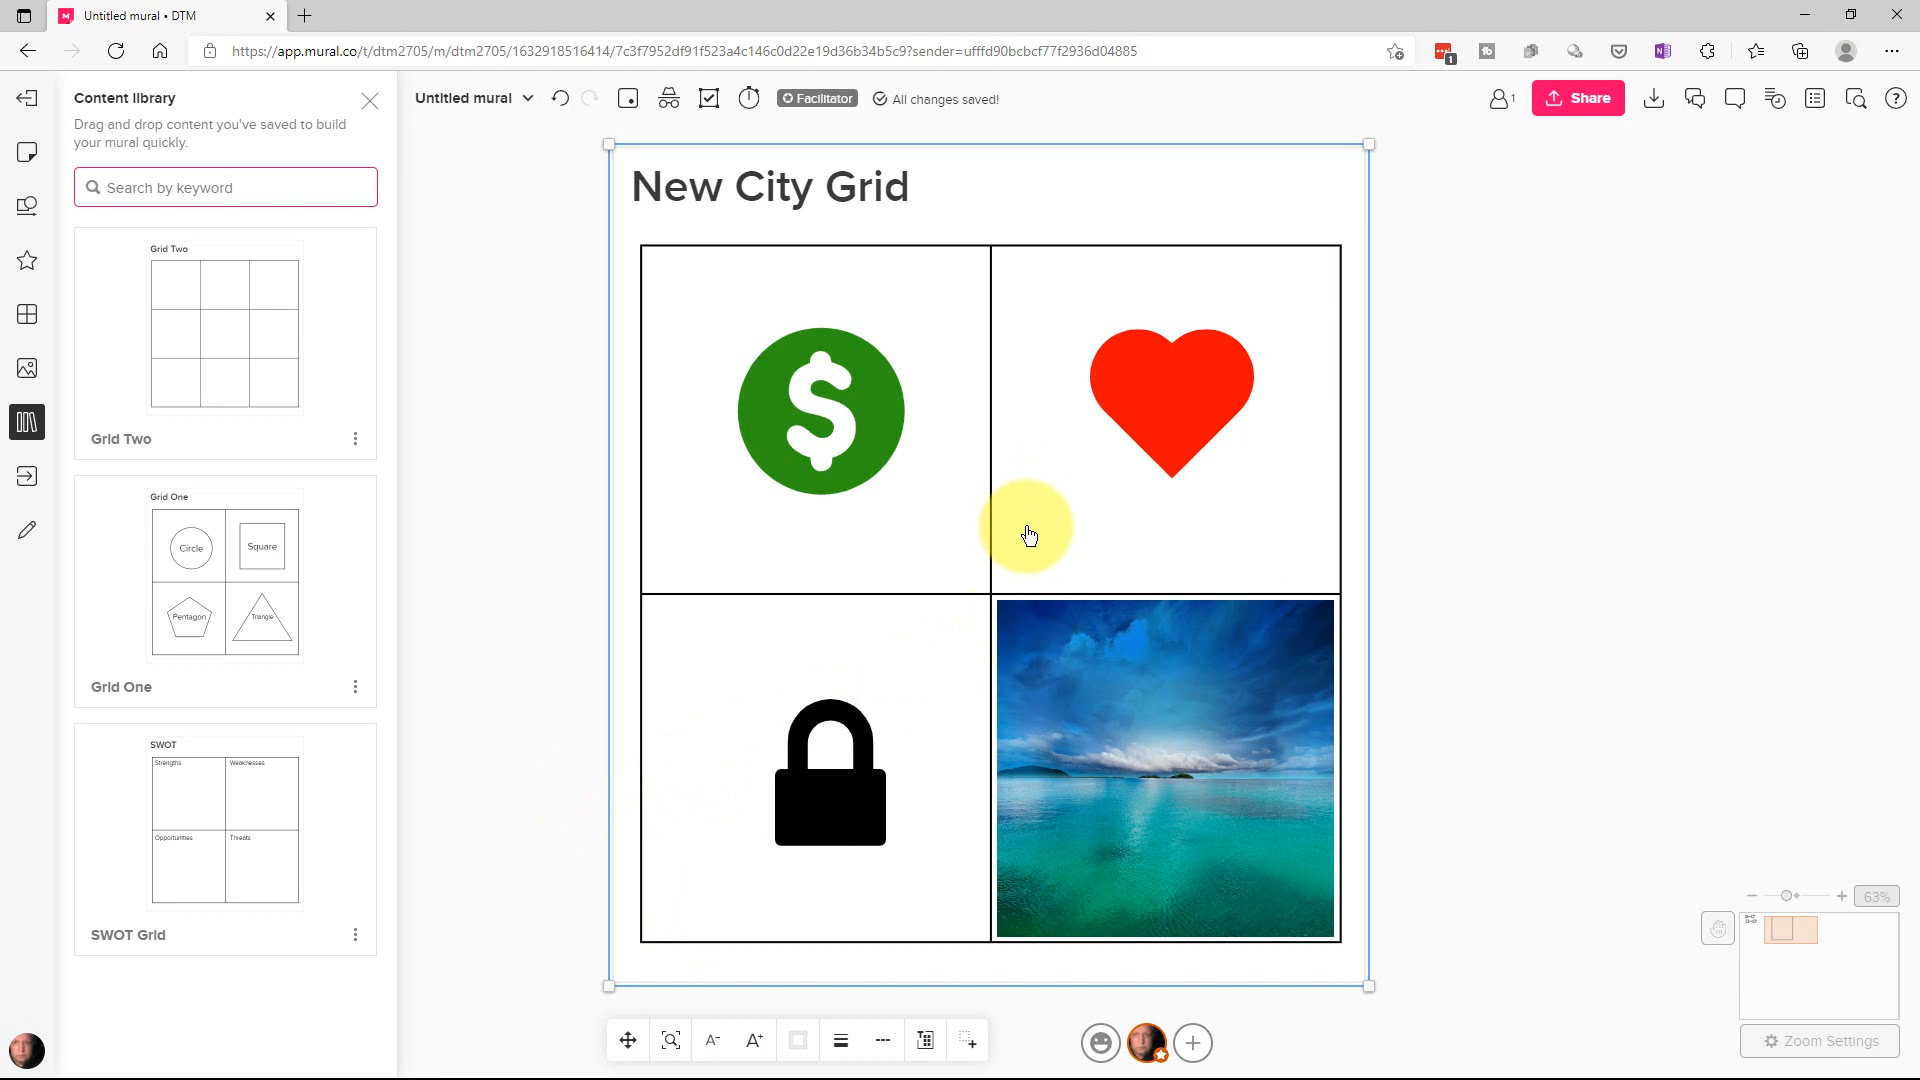 Untitled mural • DTM
https://app.mural.co/t/dtm2705/m/dtm2705/1632918516414/7c3f7952df91f523a4c146c0d22e19d36b34b5c9?sender=ufffd90bcbcf77f2936d04885
1
Content library
Drag and drop content you've saved to build
your mural quickly.
Search by keyword
Untitled mural
Facilitator
All changes saved!
1
Share
New City Grid
Grid Two
Grid Two
Grid One
Circle
Square
Pentagon
Triangle
Grid One
SWOT
Strengths
Weaknesses
Opportunities
Threats
SWOT Grid
A-
A+
63%
Zoom Settings